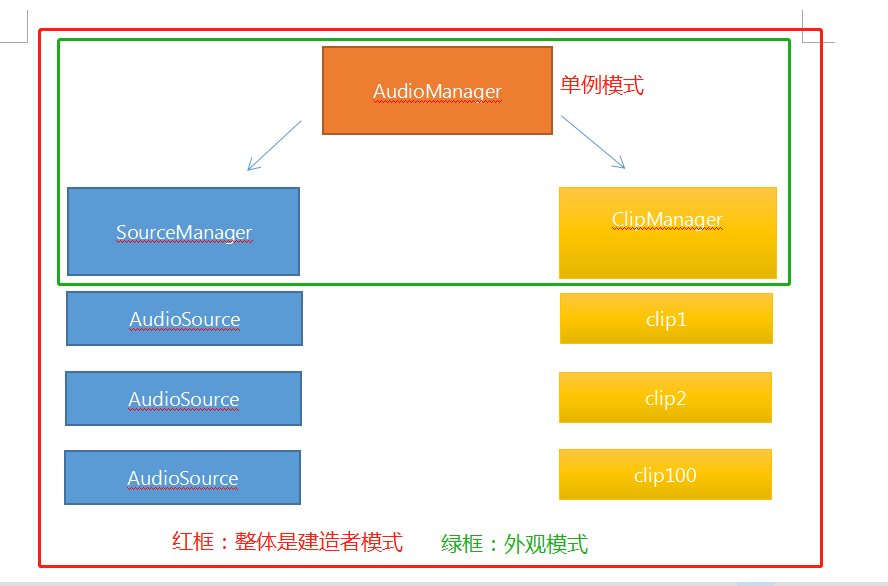 AudioManager
单例模式
SourceManager
ClipManager
AudioSource
clip1
AudioSource
clip2
AudioSource
clip100
红框：整体是建造者模式
绿框：外观模式